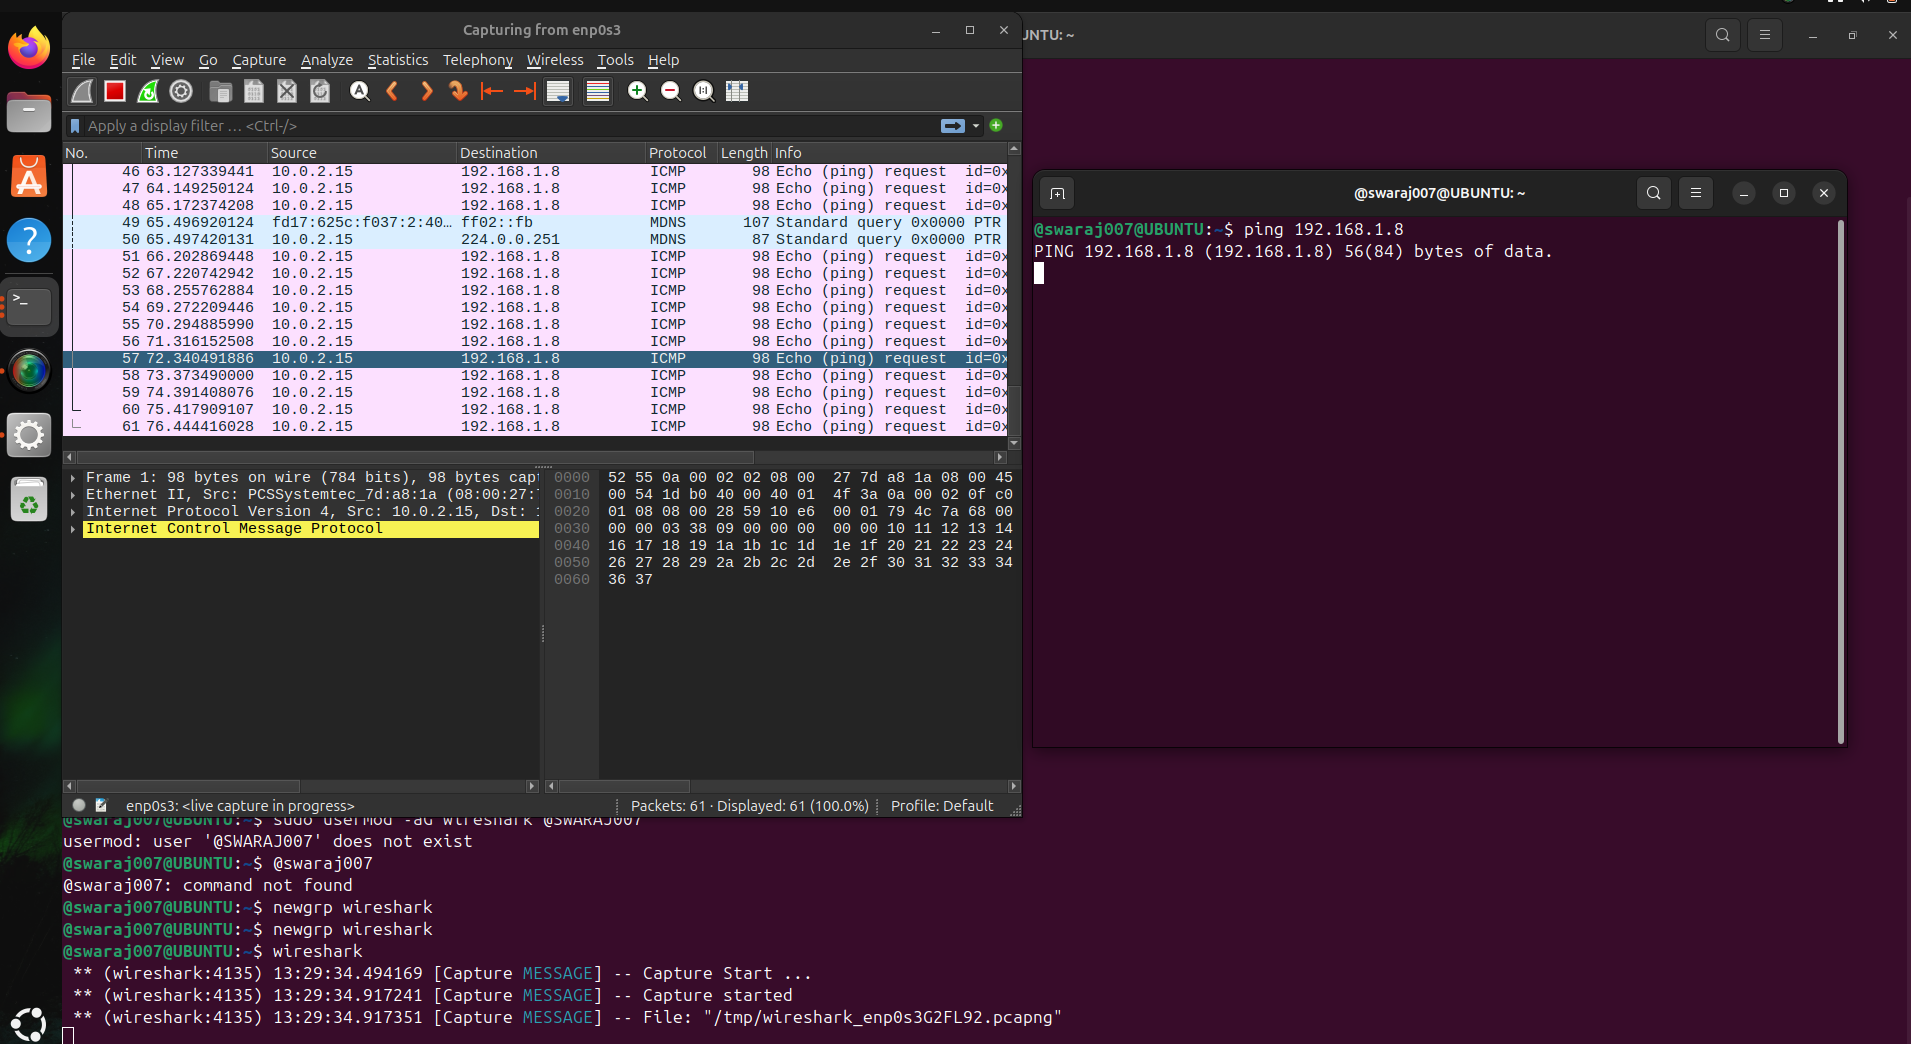 Capturing from enp0s3
File Edit View Go Capture Analyze Statistics Telephony Wireless Tools Help
Apply a display filter … <Ctrl-/>
No. Time Source Destination Protocol Length Info
46 63.127339441 10.0.2.15 192.168.1.8 ICMP 98 Echo (ping) request id=0x
47 64.149250124 10.0.2.15 192.168.1.8 ICMP 98 Echo (ping) request id=0x
48 65.172374208 10.0.2.15 192.168.1.8 ICMP 98 Echo (ping) request id=0x
49 65.496920124 fd17:625c:f037:2:40… ff02::fb MDNS 107 Standard query 0x0000 PTR
50 65.497420131 10.0.2.15 224.0.0.251 MDNS 87 Standard query 0x0000 PTR
51 66.202869448 10.0.2.15 192.168.1.8 ICMP 98 Echo (ping) request id=0x
52 67.220742942 10.0.2.15 192.168.1.8 ICMP 98 Echo (ping) request id=0x
53 68.255762884 10.0.2.15 192.168.1.8 ICMP 98 Echo (ping) request id=0x
54 69.272209446 10.0.2.15 192.168.1.8 ICMP 98 Echo (ping) request id=0x
55 70.294885990 10.0.2.15 192.168.1.8 ICMP 98 Echo (ping) request id=0x
56 71.316152508 10.0.2.15 192.168.1.8 ICMP 98 Echo (ping) request id=0x
57 72.340491886 10.0.2.15 192.168.1.8 ICMP 98 Echo (ping) request id=0x
58 73.373490000 10.0.2.15 192.168.1.8 ICMP 98 Echo (ping) request id=0x
59 74.391408076 10.0.2.15 192.168.1.8 ICMP 98 Echo (ping) request id=0x
60 75.417909107 10.0.2.15 192.168.1.8 ICMP 98 Echo (ping) request id=0x
61 76.444416028 10.0.2.15 192.168.1.8 ICMP 98 Echo (ping) request id=0x
Frame 1: 98 bytes on wire (784 bits), 98 bytes capt
Ethernet II, Src: PCSSystemtec_7d:a8:1a (08:00:27:7
Internet Protocol Version 4, Src: 10.0.2.15, Dst: 1
Internet Control Message Protocol
0000 52 55 0a 00 02 02 08 00 27 7d a8 1a 08 00 45
0010 00 54 1d b0 40 00 40 01 4f 3a 0a 00 02 0f c0
0020 01 08 08 00 28 59 10 e6 00 01 79 4c 7a 68 00
0030 00 00 03 38 09 00 00 00 00 00 10 11 12 13 14
0040 16 17 18 19 1a 1b 1c 1d 1e 1f 20 21 22 23 24
0050 26 27 28 29 2a 2b 2c 2d 2e 2f 30 31 32 33 34
0060 36 37
enp0s3: <live capture in progress> Packets: 61 · Displayed: 61 (100.0%) Profile: Default
UNTU: ~
@swaraj007@UBUNTU: ~
@swaraj007@UBUNTU:~$ ping 192.168.1.8
PING 192.168.1.8 (192.168.1.8) 56(84) bytes of data.
@swaraj007@UBUNTU:~$ sudo usermod -aG wireshark @SWARAJ007
usermod: user '@SWARAJ007' does not exist
@swaraj007@UBUNTU:~$ @swaraj007
@swaraj007: command not found
@swaraj007@UBUNTU:~$ newgrp wireshark
@swaraj007@UBUNTU:~$ newgrp wireshark
@swaraj007@UBUNTU:~$ wireshark
** (wireshark:4135) 13:29:34.494169 [Capture MESSAGE] -- Capture Start ...
** (wireshark:4135) 13:29:34.917241 [Capture MESSAGE] -- Capture started
** (wireshark:4135) 13:29:34.917351 [Capture MESSAGE] -- File: "/tmp/wireshark_enp0s3G2FL92.pcapng"